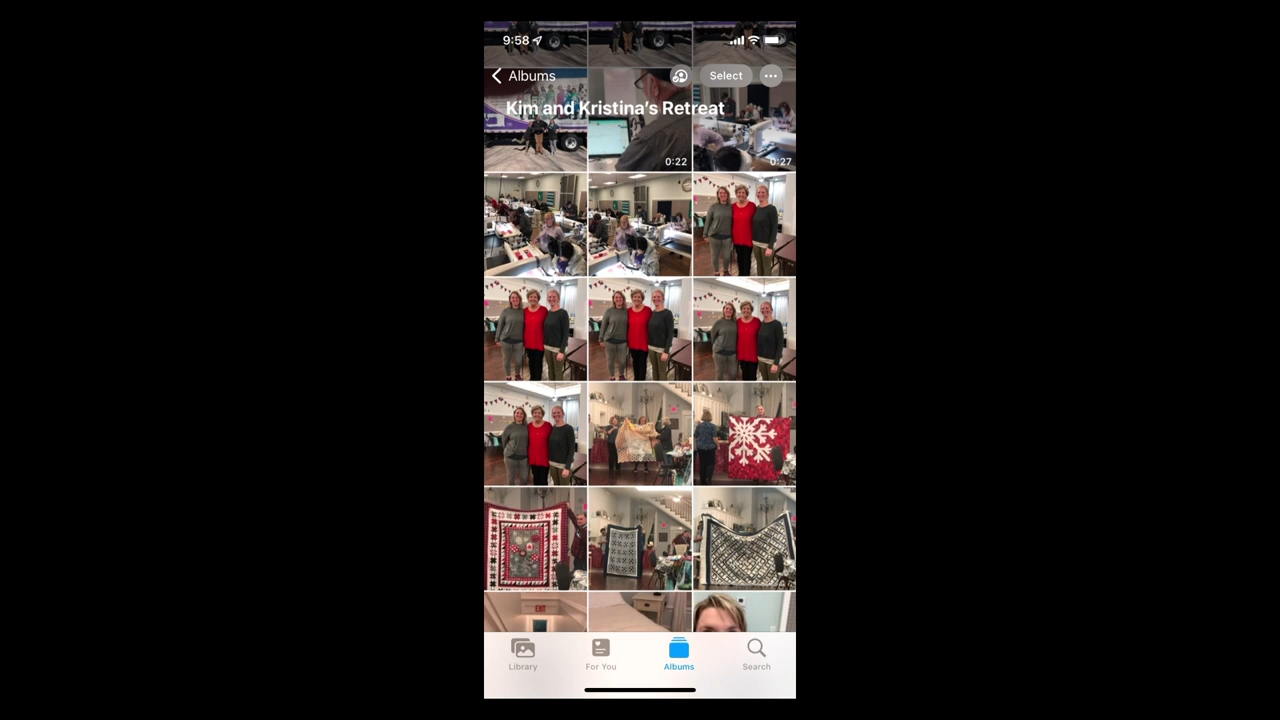 9:58
Albums
Select
Kim and Kristina's Retreat
0:22
0:27
EXIT
Library
For You
Albums
Search